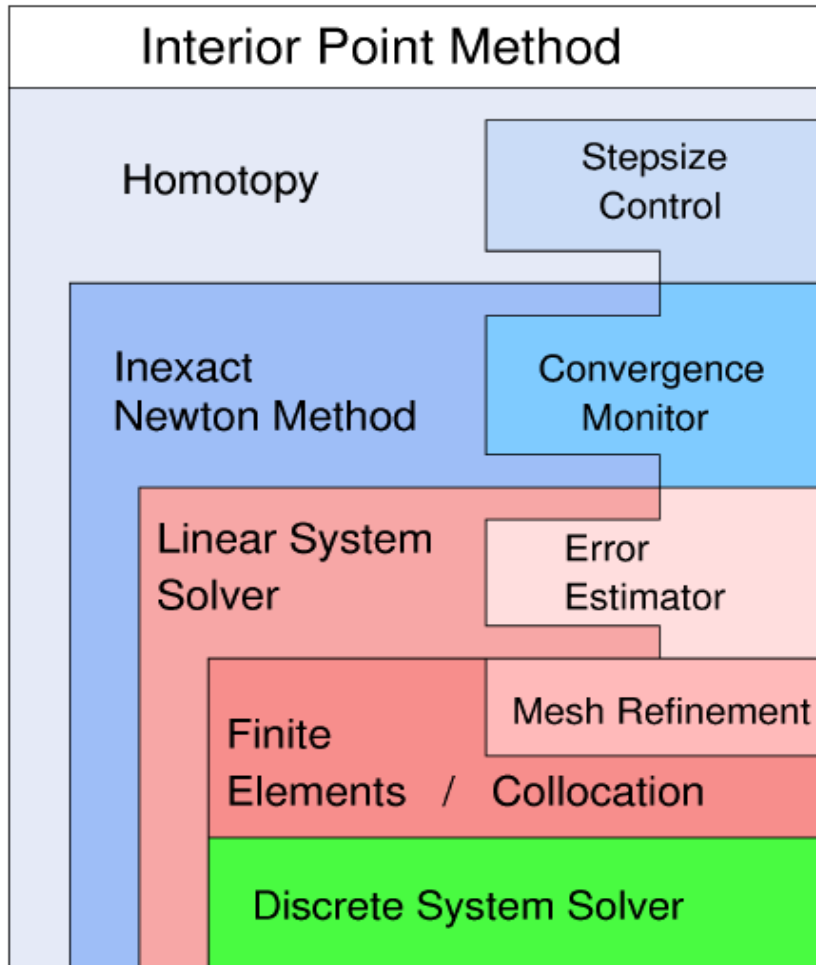 Interior Point Method
Homotopy
Stepsize
Control
Inexact
Newton Method
Convergence
Monitor
Linear System
Solver
Error
Estimator
Mesh Refinement
Finite
Elements / Collocation
Discrete System Solver